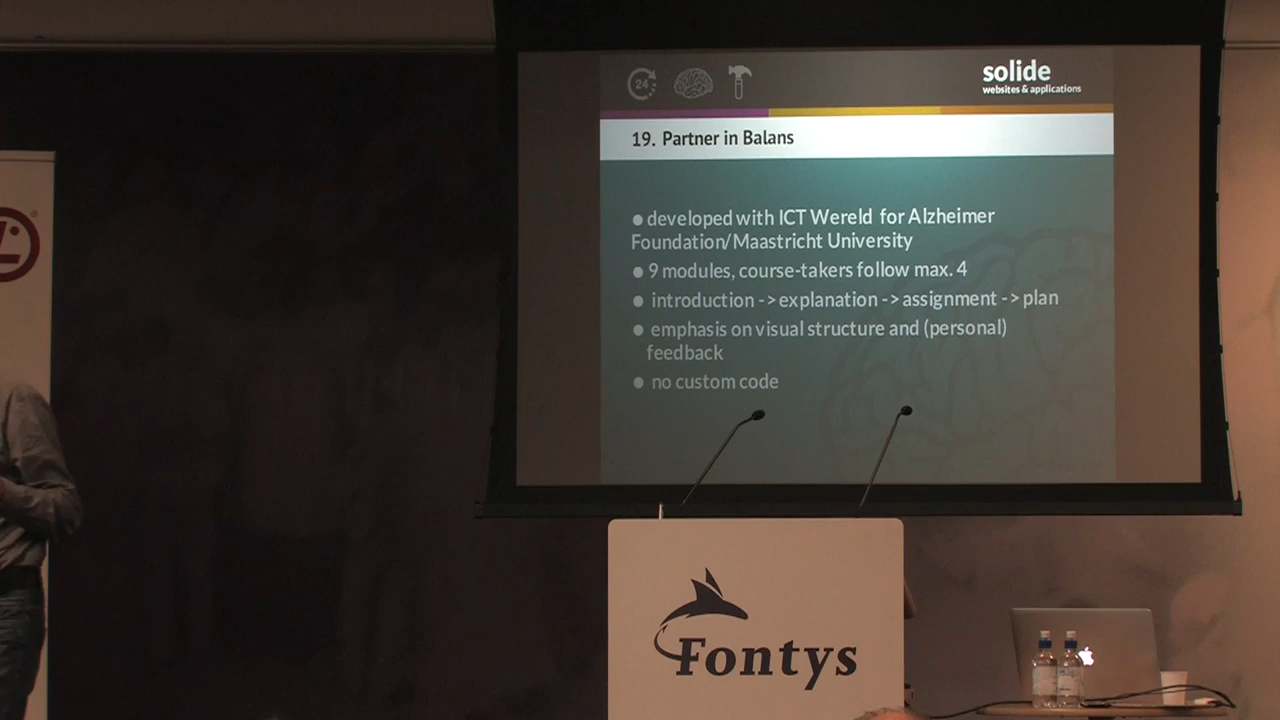 24
solide
websites & applications
19. Partner in Balans
● developed with ICT Wereld for Alzheimer
Foundation/Maastricht University
● 9 modules, course-takers follow max. 4
● introduction -> explanation -> assignment -> plan
● emphasis on visual structure and (personal)
feedback
● no custom code
Fontys